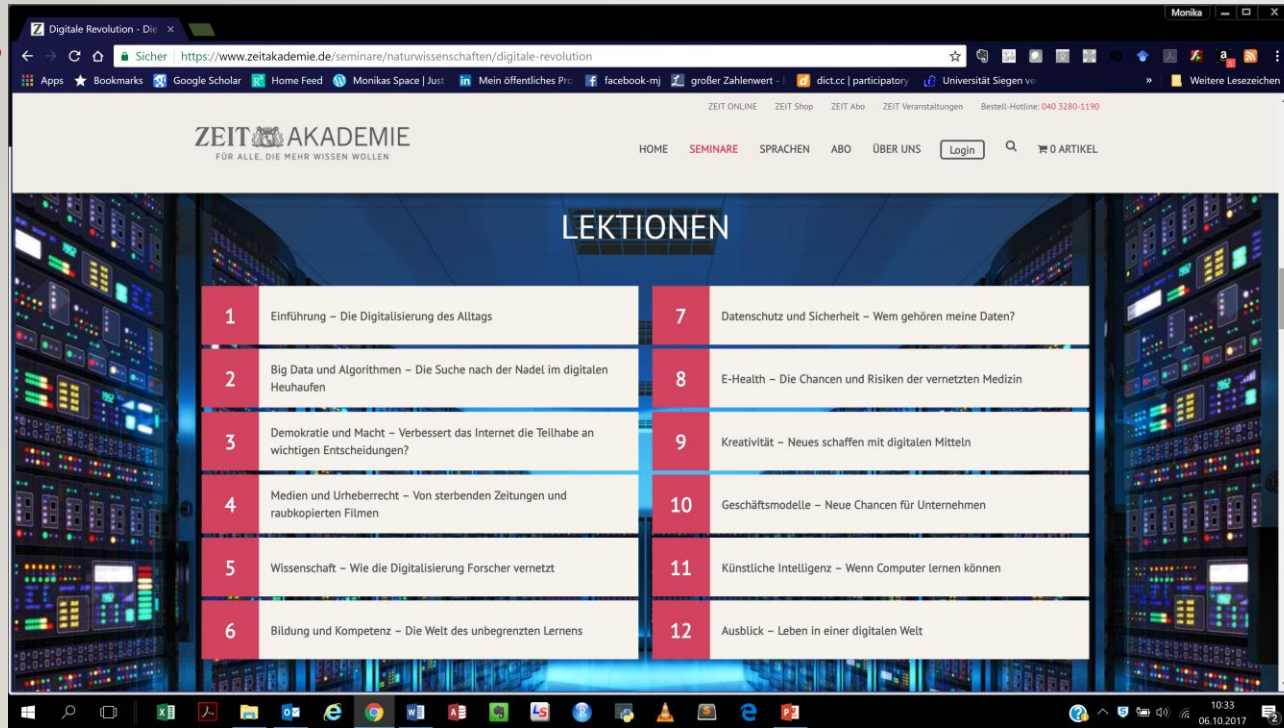 Monika
Digitale Revolution - Die
Sicher https://www.zeitakademie.de/seminare/naturwissenschaften/digitale-revolution
Apps Bookmarks Google Scholar Home Feed Monikas Space | Just Mein öffentliches Pro facebook-mj großer Zahlenwert - dict.cc | participatory Universität Siegen ve » Weitere Lesezeichen
ZEIT ONLINE ZEIT Shop ZEIT Abo ZEIT Veranstaltungen Bestell-Hotline: 040 3280-1190
ZEIT AKADEMIE
FÜR ALLE, DIE MEHR WISSEN WOLLEN
HOME SEMINARE SPRACHEN ABO ÜBER UNS Login 0 ARTIKEL
LEKTIONEN
1 Einführung – Die Digitalisierung des Alltags
2 Big Data und Algorithmen – Die Suche nach der Nadel im digitalen
Heuhaufen
3 Demokratie und Macht – Verbessert das Internet die Teilhabe an
wichtigen Entscheidungen?
4 Medien und Urheberrecht – Von sterbenden Zeitungen und
raubkopierten Filmen
5 Wissenschaft – Wie die Digitalisierung Forscher vernetzt
6 Bildung und Kompetenz – Die Welt des unbegrenzten Lernens
7 Datenschutz und Sicherheit – Wem gehören meine Daten?
8 E-Health – Die Chancen und Risiken der vernetzten Medizin
9 Kreativität – Neues schaffen mit digitalen Mitteln
10 Geschäftsmodelle – Neue Chancen für Unternehmen
11 Künstliche Intelligenz – Wenn Computer lernen können
12 Ausblick – Leben in einer digitalen Welt
10:33
06.10.2017